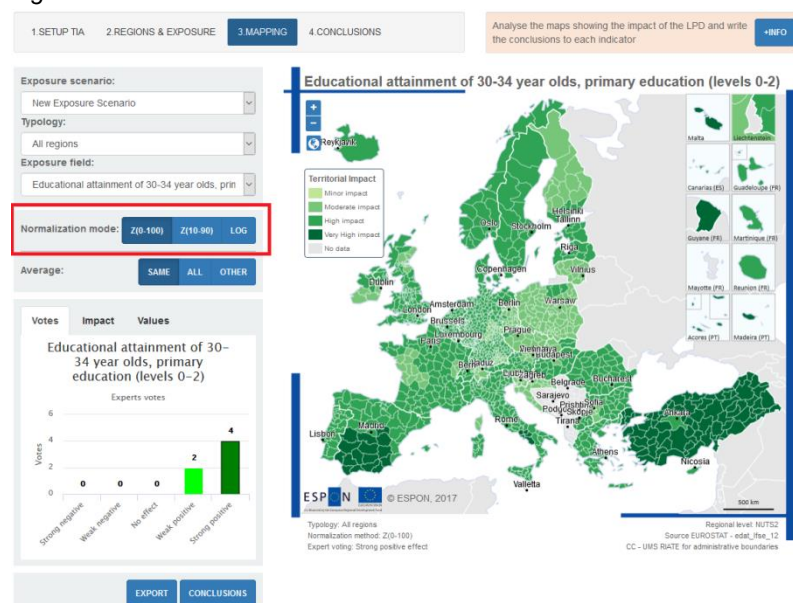 1.SETUP TIA 2.REGIONS & EXPOSURE 3.MAPPING 4.CONCLUSIONS
Analyse the maps showing the impact of the LPD and write
the conclusions to each indicator
+INFO
Exposure scenario:
New Exposure Scenario
Typology:
All regions
Exposure field:
Educational attainment of 30-34 year olds, prin
Normalization mode: Z(0-100) Z(10-90) LOG
Average: SAME ALL OTHER
Votes Impact Values
Educational attainment of 30-
34 year olds, primary
education (levels 0-2)
Experts votes
Votes
6
4
2
0
0
0
0
2
4
Strong negative
Weak negative
No effect
Weak positive
Strong positive
EXPORT CONCLUSIONS
Educational attainment of 30-34 year olds, primary education (levels 0-2)
+
-
Reykjavik
Territorial Impact
Minor impact
Moderate impact
High impact
Very High impact
No data
Malta
Liechtenstein
Canarias (ES)
Guadeloupe (FR)
Guyane (FR)
Martinique (FR)
Mayotte (FR)
Reunion (FR)
Acores (PT)
Madeira (PT)
Helsinki
Oslo
Stockholm
Tallinn
Riga
Copenhagen
Vilnius
Dublin
Amsterdam
Berlin
Warsaw
London
Brussels
Luxembourg
Prague
Paris
Budapest
Zagreb
Belgrade
Bucharest
Sarajevo
Sofia
Skopje
Rome
Madrid
Lisbon
Ankara
Athens
Nicosia
Valletta
ESPON
© ESPON, 2017
500 km
Typology: All regions
Normalization method: Z(0-100)
Expert voting: Strong positive effect
Regional level: NUTS2
Source EUROSTAT - edat_lfse_12
CC - UMS RIATE for administrative boundaries